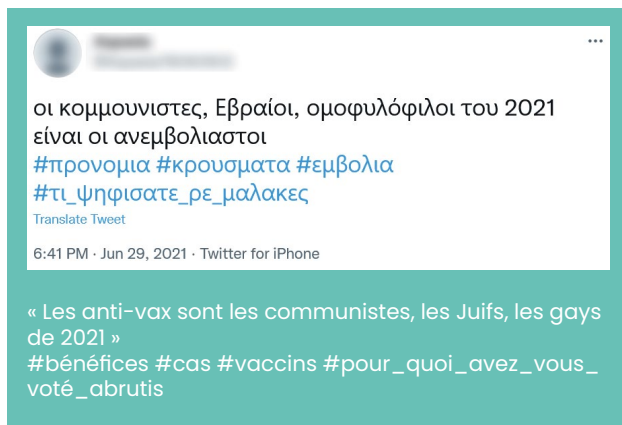 οι κομμουνιστες, Εβραίοι, ομοφυλόφιλοι του 2021
είναι οι ανεμβολιαστοι
#προνομια #κρουσματα #εμβολια
#τι_ψηφισατε_ρε_μαλακες
Translate Tweet
6:41 PM · Jun 29, 2021 · Twitter for iPhone
« Les anti-vax sont les communistes, les Juifs, les gays
de 2021 »
#bénéfices #cas #vaccins #pour_quoi_avez_vous_
voté_abrutis